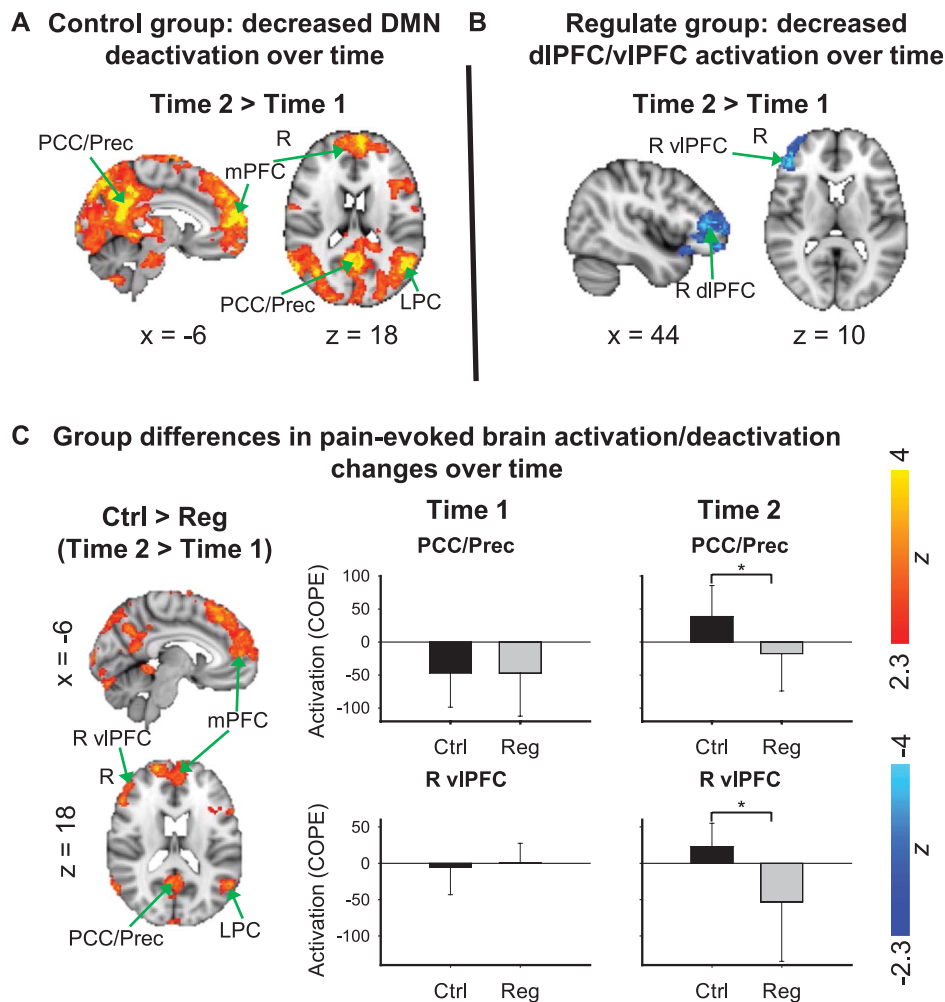 A Control group: decreased DMN
deactivation over time
Time 2 > Time 1
PCC/Prec
R
mPFC
PCC/Prec
LPC
x = -6
z = 18
B Regulate group: decreased
dlPFC/vlPFC activation over time
Time 2 > Time 1
R vlPFC
R
R dlPFC
x = 44
z = 10
C Group differences in pain-evoked brain activation/deactivation
changes over time
Ctrl > Reg
(Time 2 > Time 1)
x = -6
mPFC
R vlPFC
R
z = 18
PCC/Prec
LPC
Time 1
PCC/Prec
Activation (COPE)
100
50
0
-50
-100
Ctrl Reg
Time 2
PCC/Prec
*
Ctrl Reg
R vlPFC
Activation (COPE)
50
0
-50
-100
Ctrl Reg
R vlPFC
*
Ctrl Reg
4
z
2.3
-4
z
-2.3